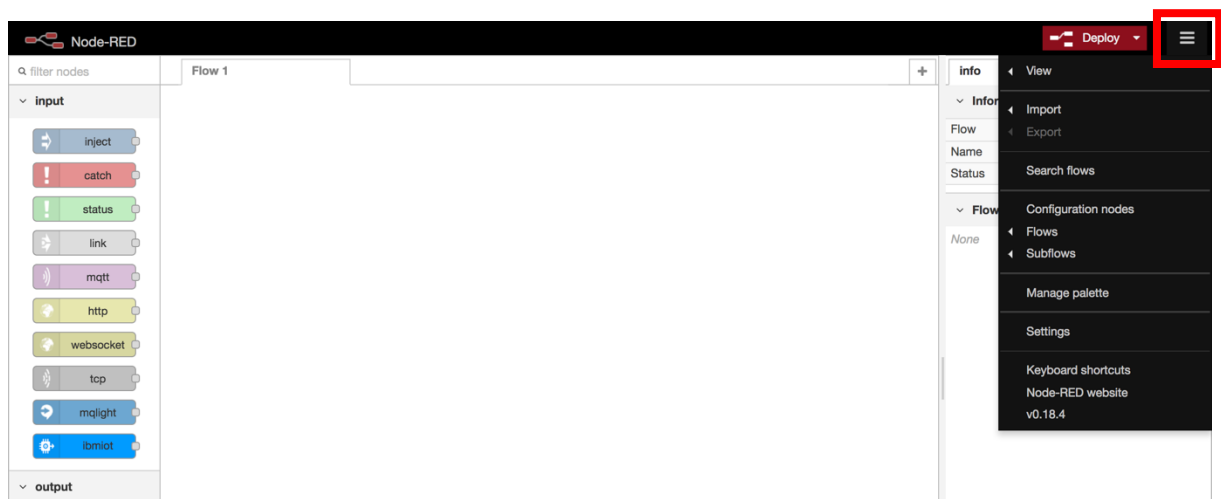 Node-RED
Deploy
filter nodes
Flow 1
info
View
input
Infor
Import
Flow
Export
inject
Name
catch
Status
Search flows
status
Flow
Configuration nodes
link
None
Flows
Subflows
mqtt
Manage palette
http
Settings
websocket
Keyboard shortcuts
tcp
Node-RED website
mqlight
v0.18.4
ibmiot
output